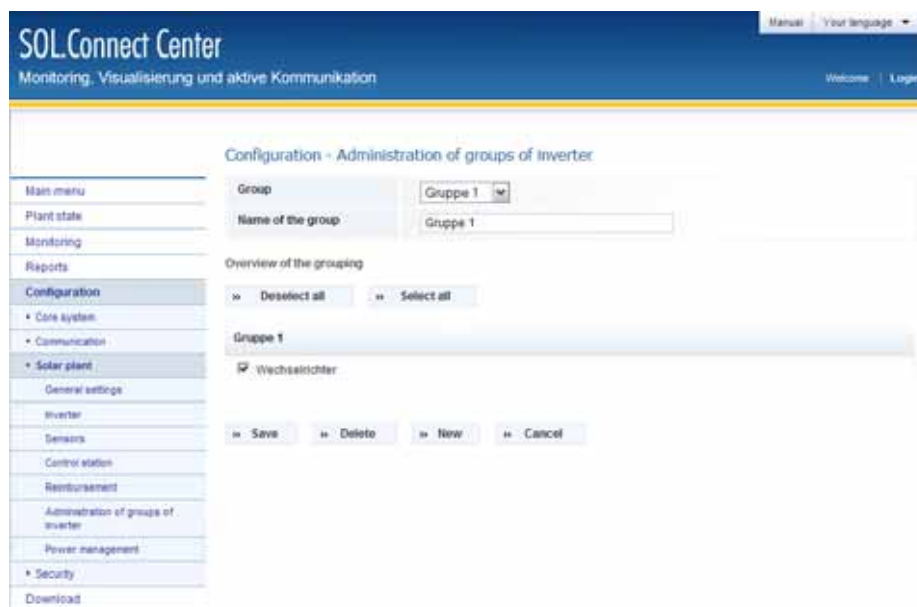 Manual Your language
SOL.Connect Center
Monitoring, Visualisierung und aktive Kommunikation
Welcome | Login
Configuration - Administration of groups of inverter
Main menu
Plant state
Monitoring
Reports
Configuration
• Core system
• Communication
• Solar plant
General settings
Inverter
Sensors
Control station
Reimbursement
Administration of groups of
inverter
Power management
• Security
Download
Group
Gruppe 1
Name of the group
Gruppe 1
Overview of the grouping
» Deselect all
» Select all
Gruppe 1
Wechselrichter
» Save
» Delete
» New
» Cancel